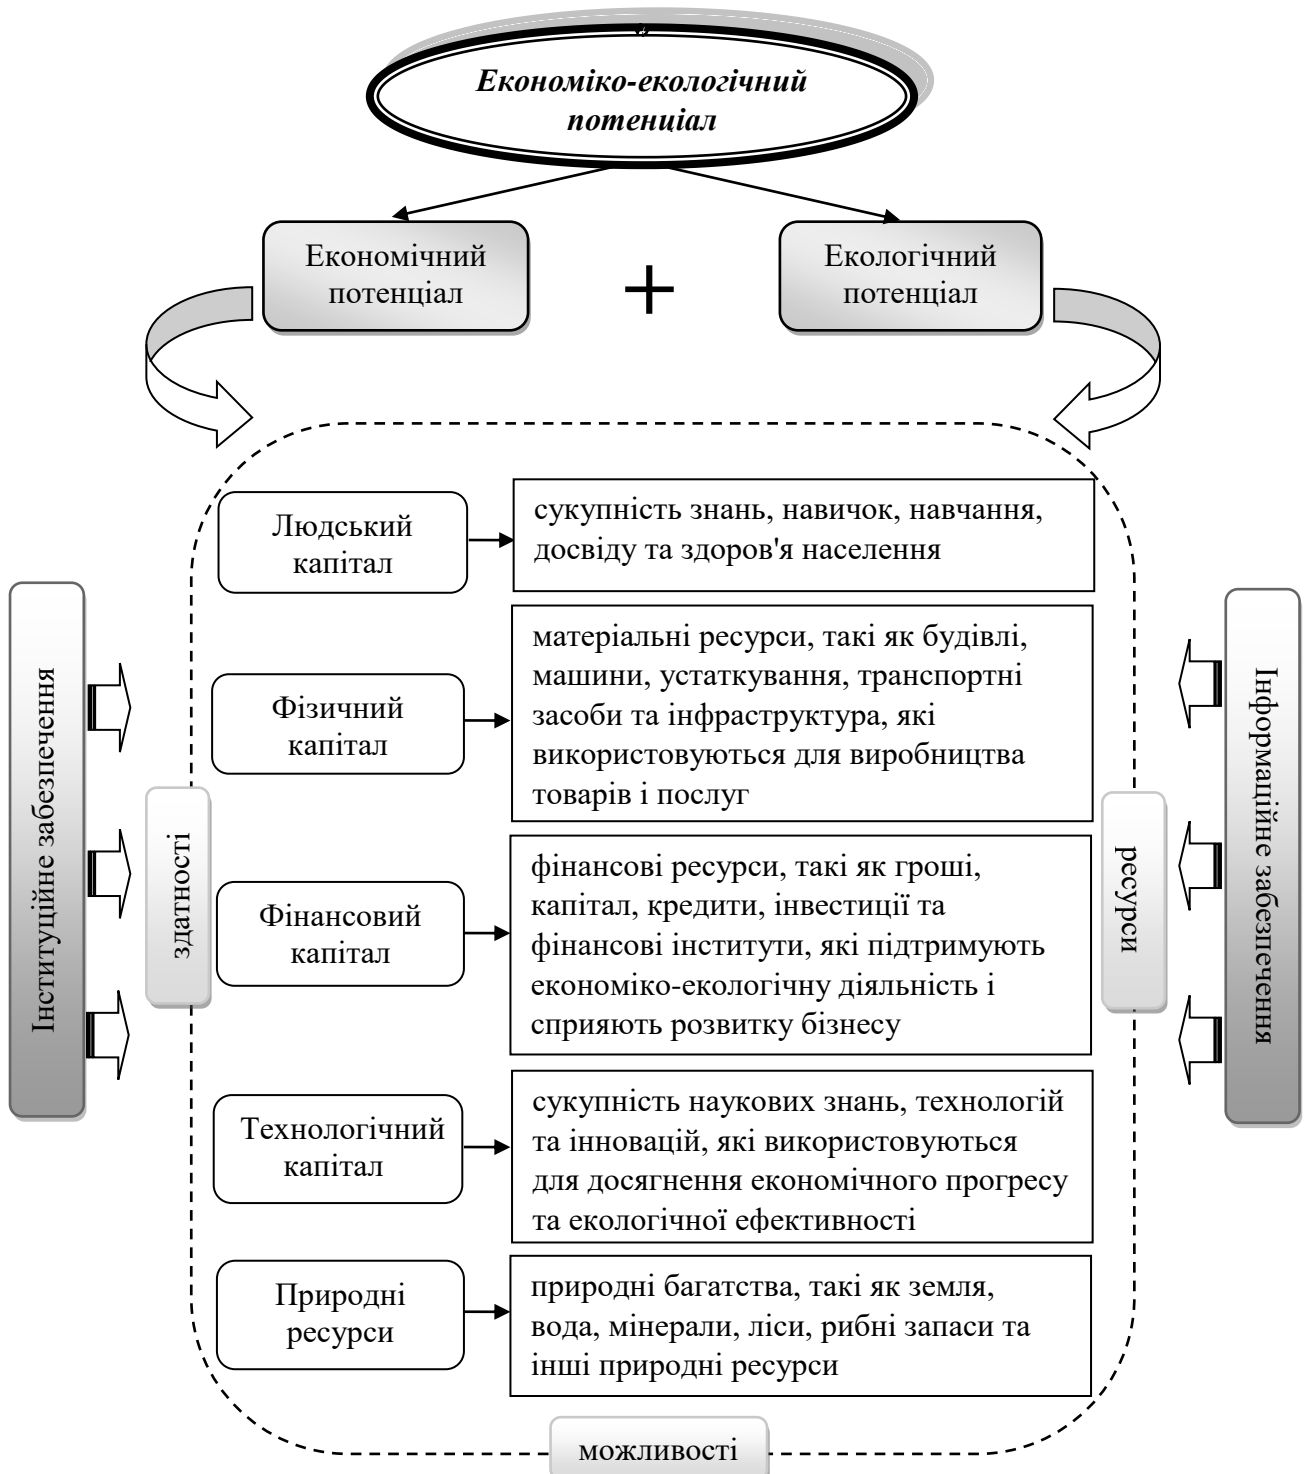 Економіко-екологічний
потенціал
Економічний
потенціал
+
Екологічний
потенціал
Людський
капітал
сукупність знань, навичок, навчання,
досвіду та здоров'я населення
Фізичний
капітал
матеріальні ресурси, такі як будівлі,
машини, устаткування, транспортні
засоби та інфраструктура, які
використовуються для виробництва
товарів і послуг
Фінансовий
капітал
фінансові ресурси, такі як гроші,
капітал, кредити, інвестиції та
фінансові інститути, які підтримують
економіко-екологічну діяльність і
сприяють розвитку бізнесу
Технологічний
капітал
сукупність наукових знань, технологій
та інновацій, які використовуються
для досягнення економічного прогресу
та екологічної ефективності
Природні
ресурси
природні багатства, такі як земля,
вода, мінерали, ліси, рибні запаси та
інші природні ресурси
Інституційне забезпечення
здатності
ресурси
Інформаційне забезпечення
можливості